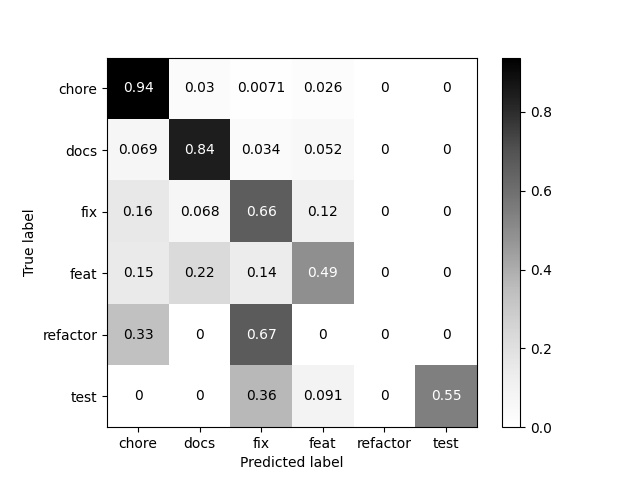 chore 0.94 0.03 0.0071 0.026 0 0
docs 0.069 0.84 0.034 0.052 0 0
fix 0.16 0.068 0.66 0.12 0 0
feat 0.15 0.22 0.14 0.49 0 0
refactor 0.33 0 0.67 0 0 0
test 0 0 0.36 0.091 0 0.55
True label
chore docs fix feat refactor test
Predicted label
0.8
0.6
0.4
0.2
0.0